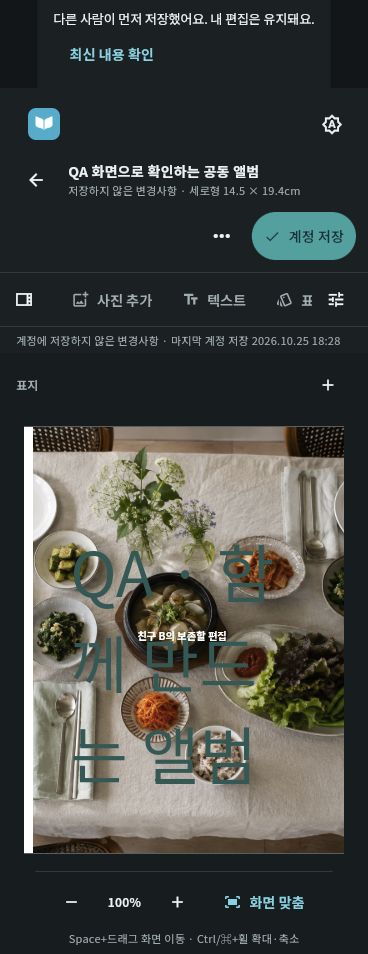 다른 사람이 먼저 저장했어요. 내 편집은 유지돼요.
최신 내용 확인
A
QA 화면으로 확인하는 공동 앨범
저장하지 않은 변경사항 · 세로형 14.5 × 19.4cm
계정 저장
사진 추가
Tт 텍스트
표
계정에 저장하지 않은 변경사항 · 마지막 계정 저장 2026.10.25 18:28
표지
QA · 함
친구 B의 보존할 편집
께 만드
는 앨범
100%
화면 맞춤
Space+드래그 화면 이동 · Ctrl/⌘+휠 확대·축소